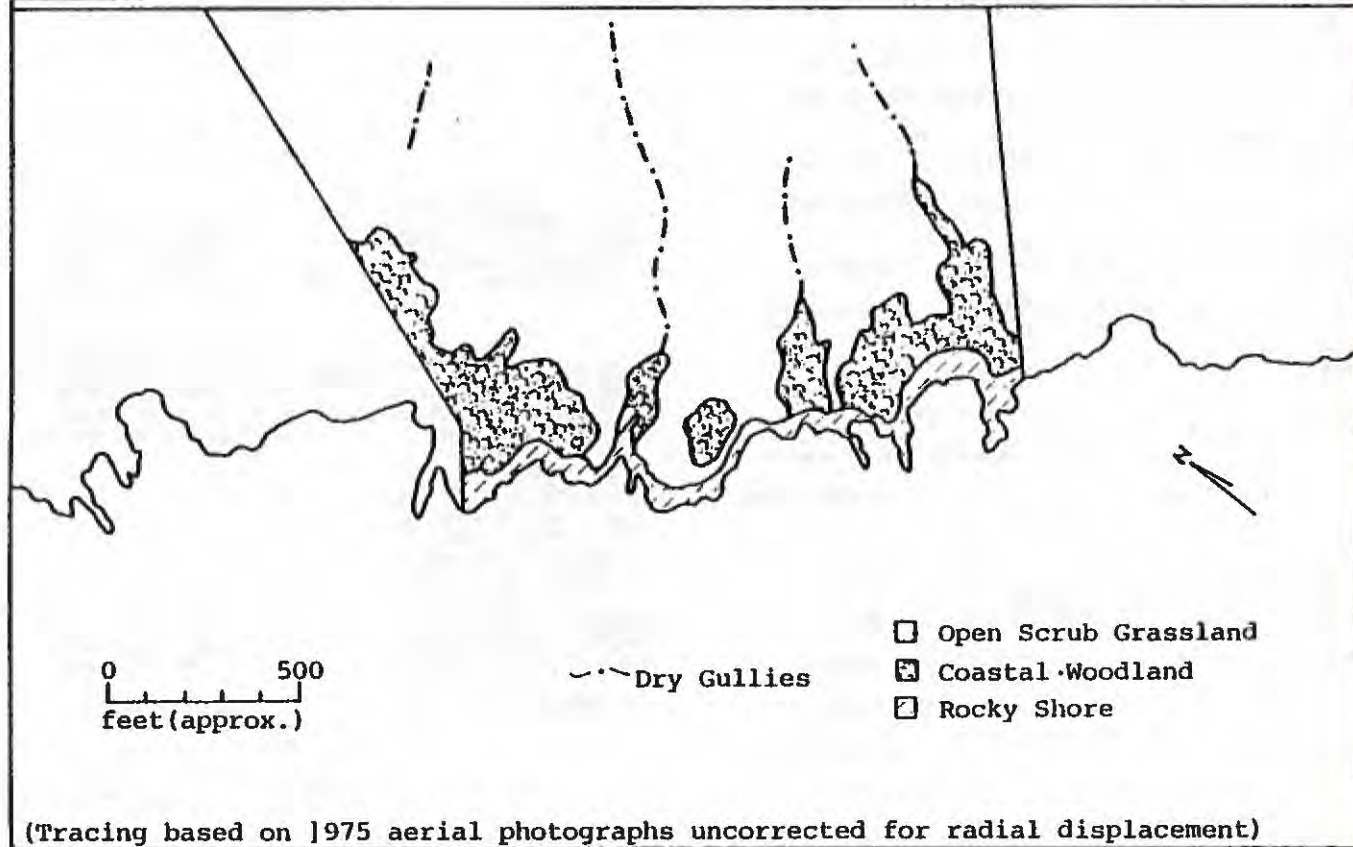 N
Open Scrub Grassland
0 500
Dry Gullies
Coastal Woodland
feet(approx.)
Rocky Shore
(Tracing based on 1975 aerial photographs uncorrected for radial displacement)